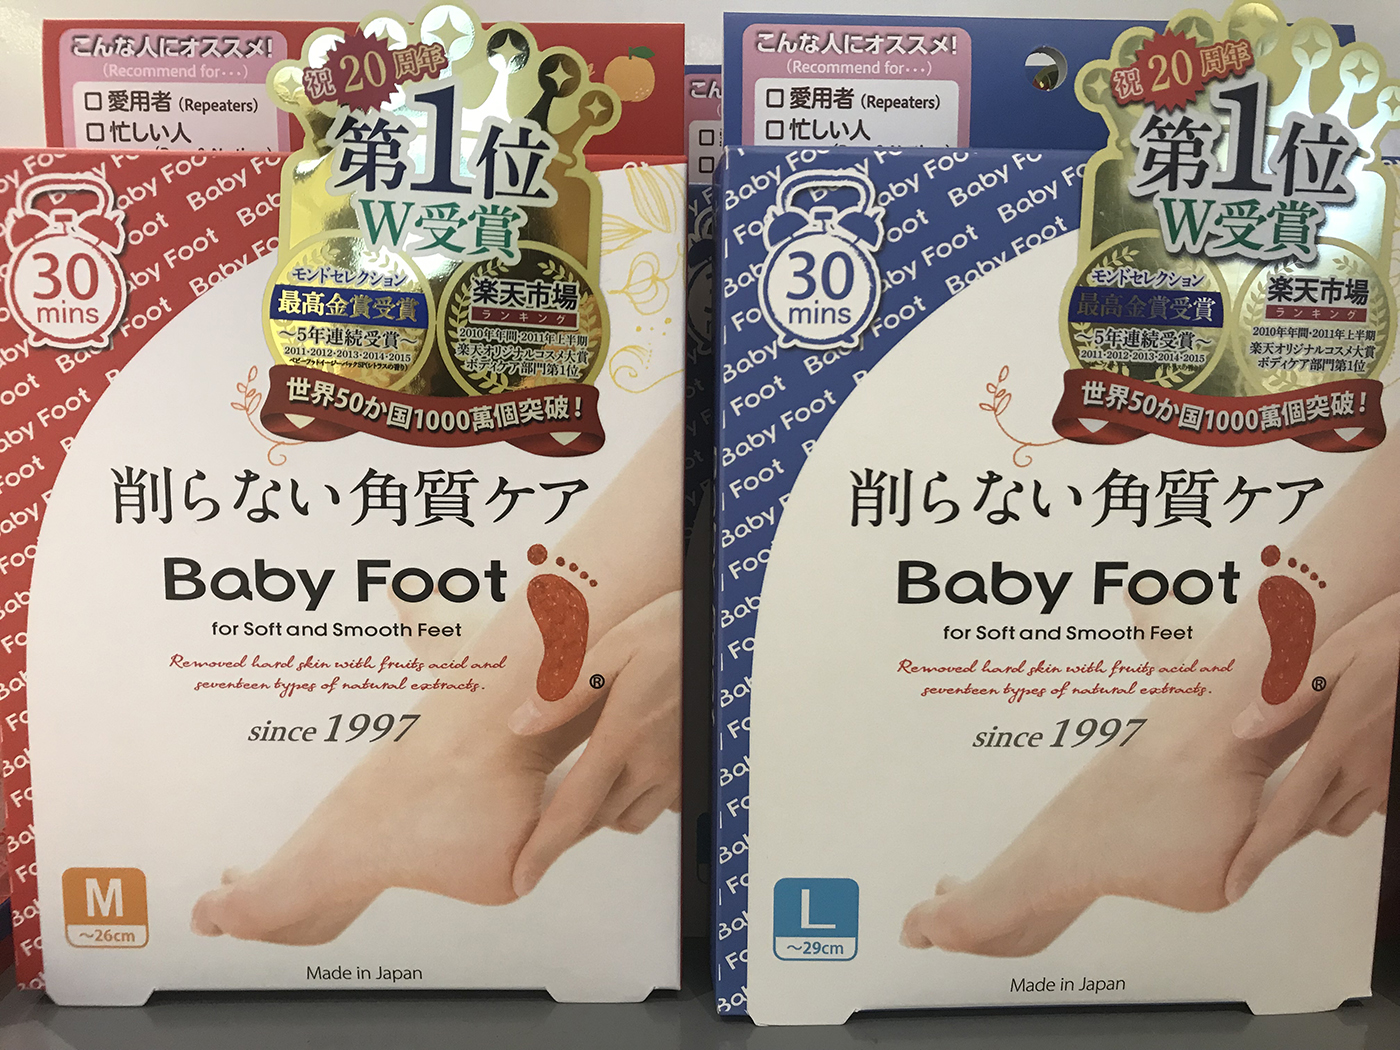 こんな人にオススメ!
(Recommend for・・・)
愛用者 (Repeaters)
忙しい人
祝20周年
第1位
W受賞
モンドセレクション
最高金賞受賞
〜5年連続受賞〜
2011・2012・2013・2014・2015
楽天市場
ランキング
2010年年間・2011年上半期
楽天オリジナルコスメ大賞
ボディケア部門第1位
世界50か国1000萬個突破!
30
mins
Baby Foot
削らない角質ケア
Baby Foot
for Soft and Smooth Feet
Removed hard skin with fruits acid and
seventeen types of natural extracts.
®
since 1997
M
〜26cm
Made in Japan
こんな人にオススメ!
(Recommend for・・・)
愛用者 (Repeaters)
忙しい人
祝20周年
第1位
W受賞
モンドセレクション
最高金賞受賞
〜5年連続受賞〜
2011・2012・2013・2014・2015
楽天市場
ランキング
2010年年間・2011年上半期
楽天オリジナルコスメ大賞
ボディケア部門第1位
世界50か国1000萬個突破!
30
mins
Baby Foot
削らない角質ケア
Baby Foot
for Soft and Smooth Feet
Removed hard skin with fruits acid and
seventeen types of natural extracts.
®
since 1997
L
〜29cm
Made in Japan